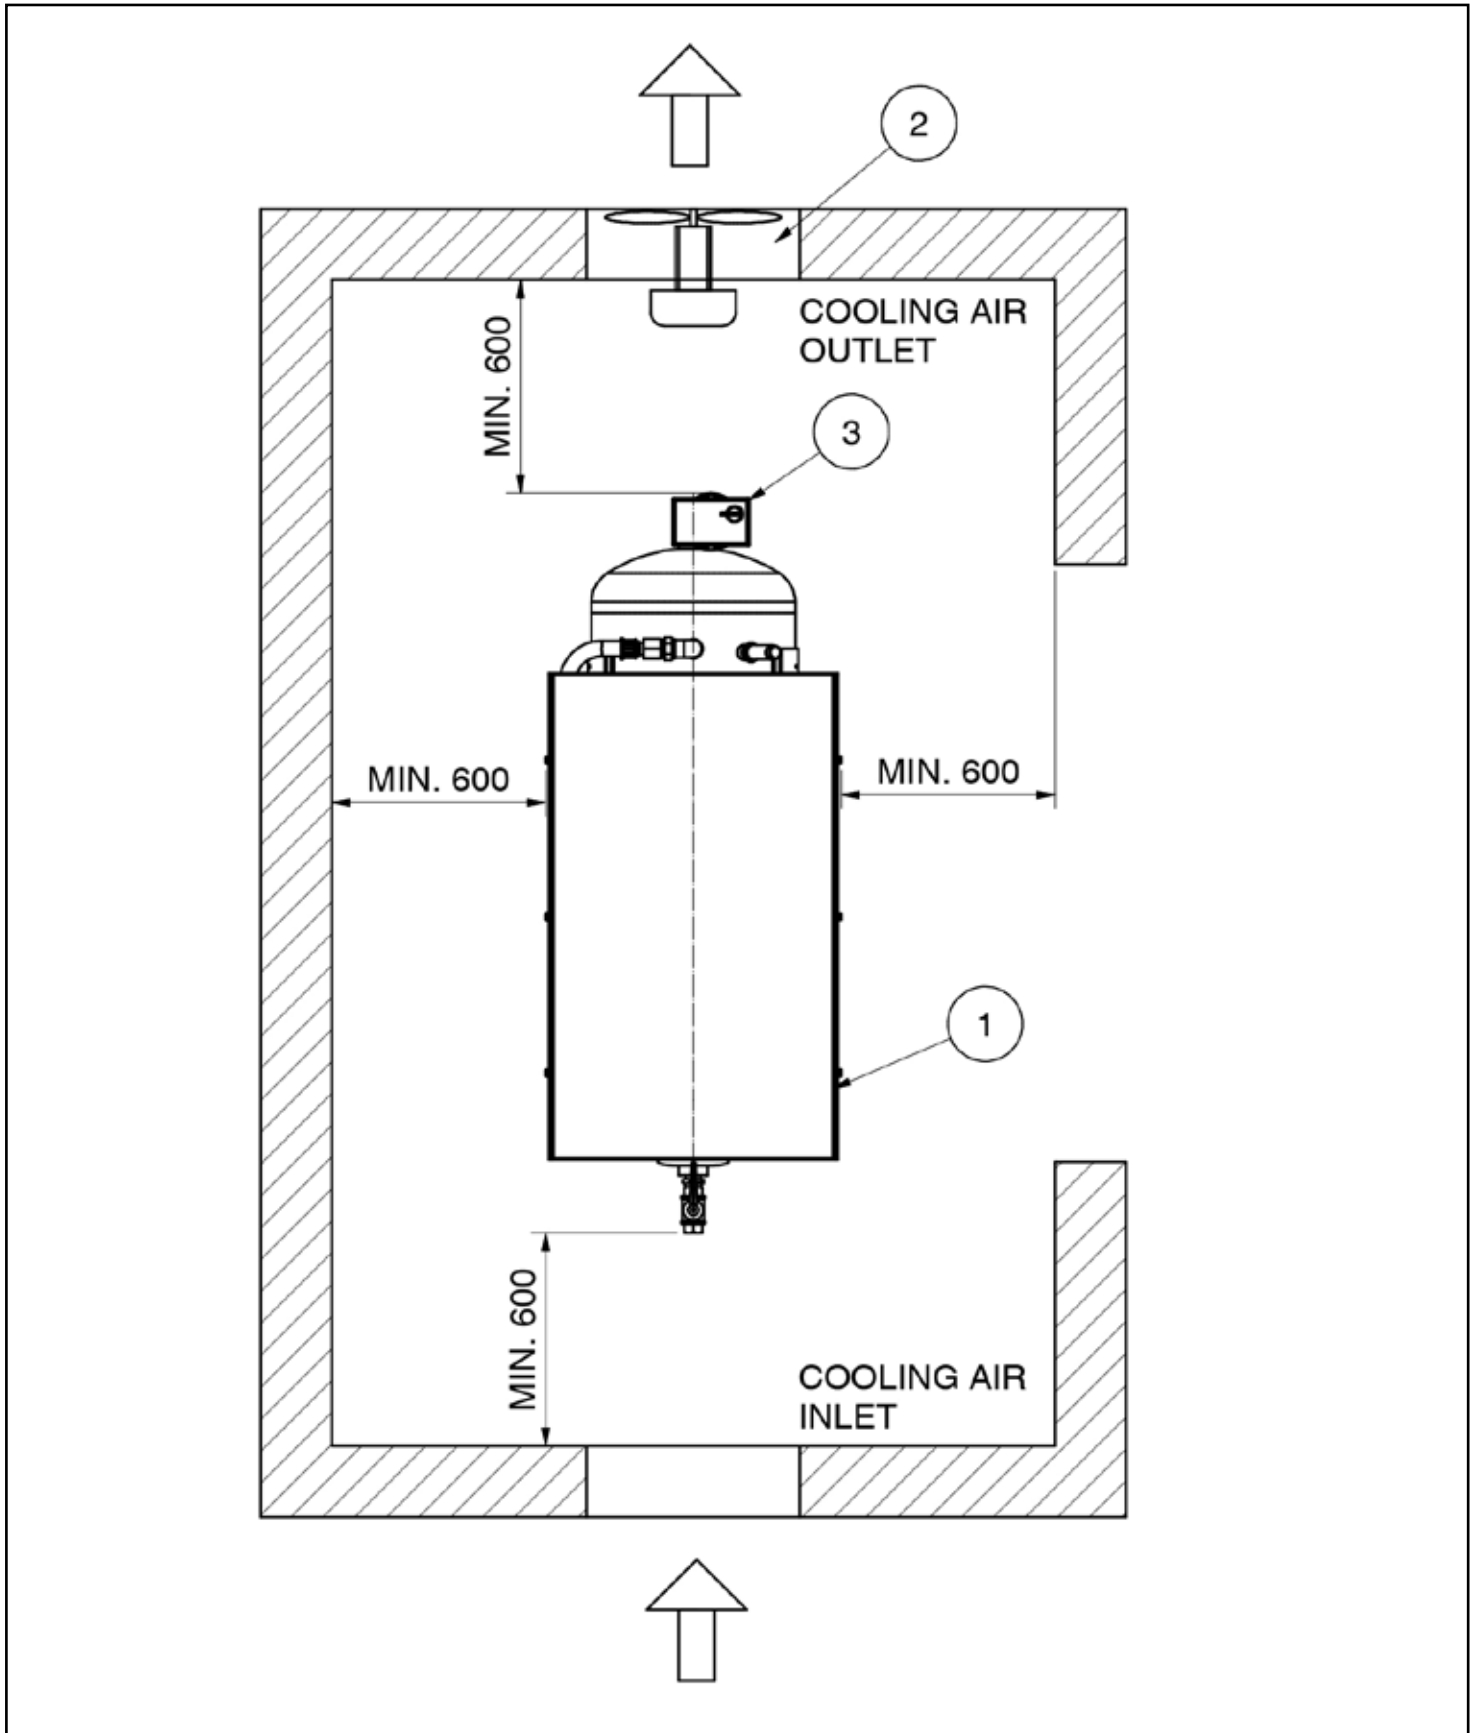 2
COOLING AIR
OUTLET
MIN. 600
3
MIN. 600
MIN. 600
1
MIN. 600
COOLING AIR
INLET